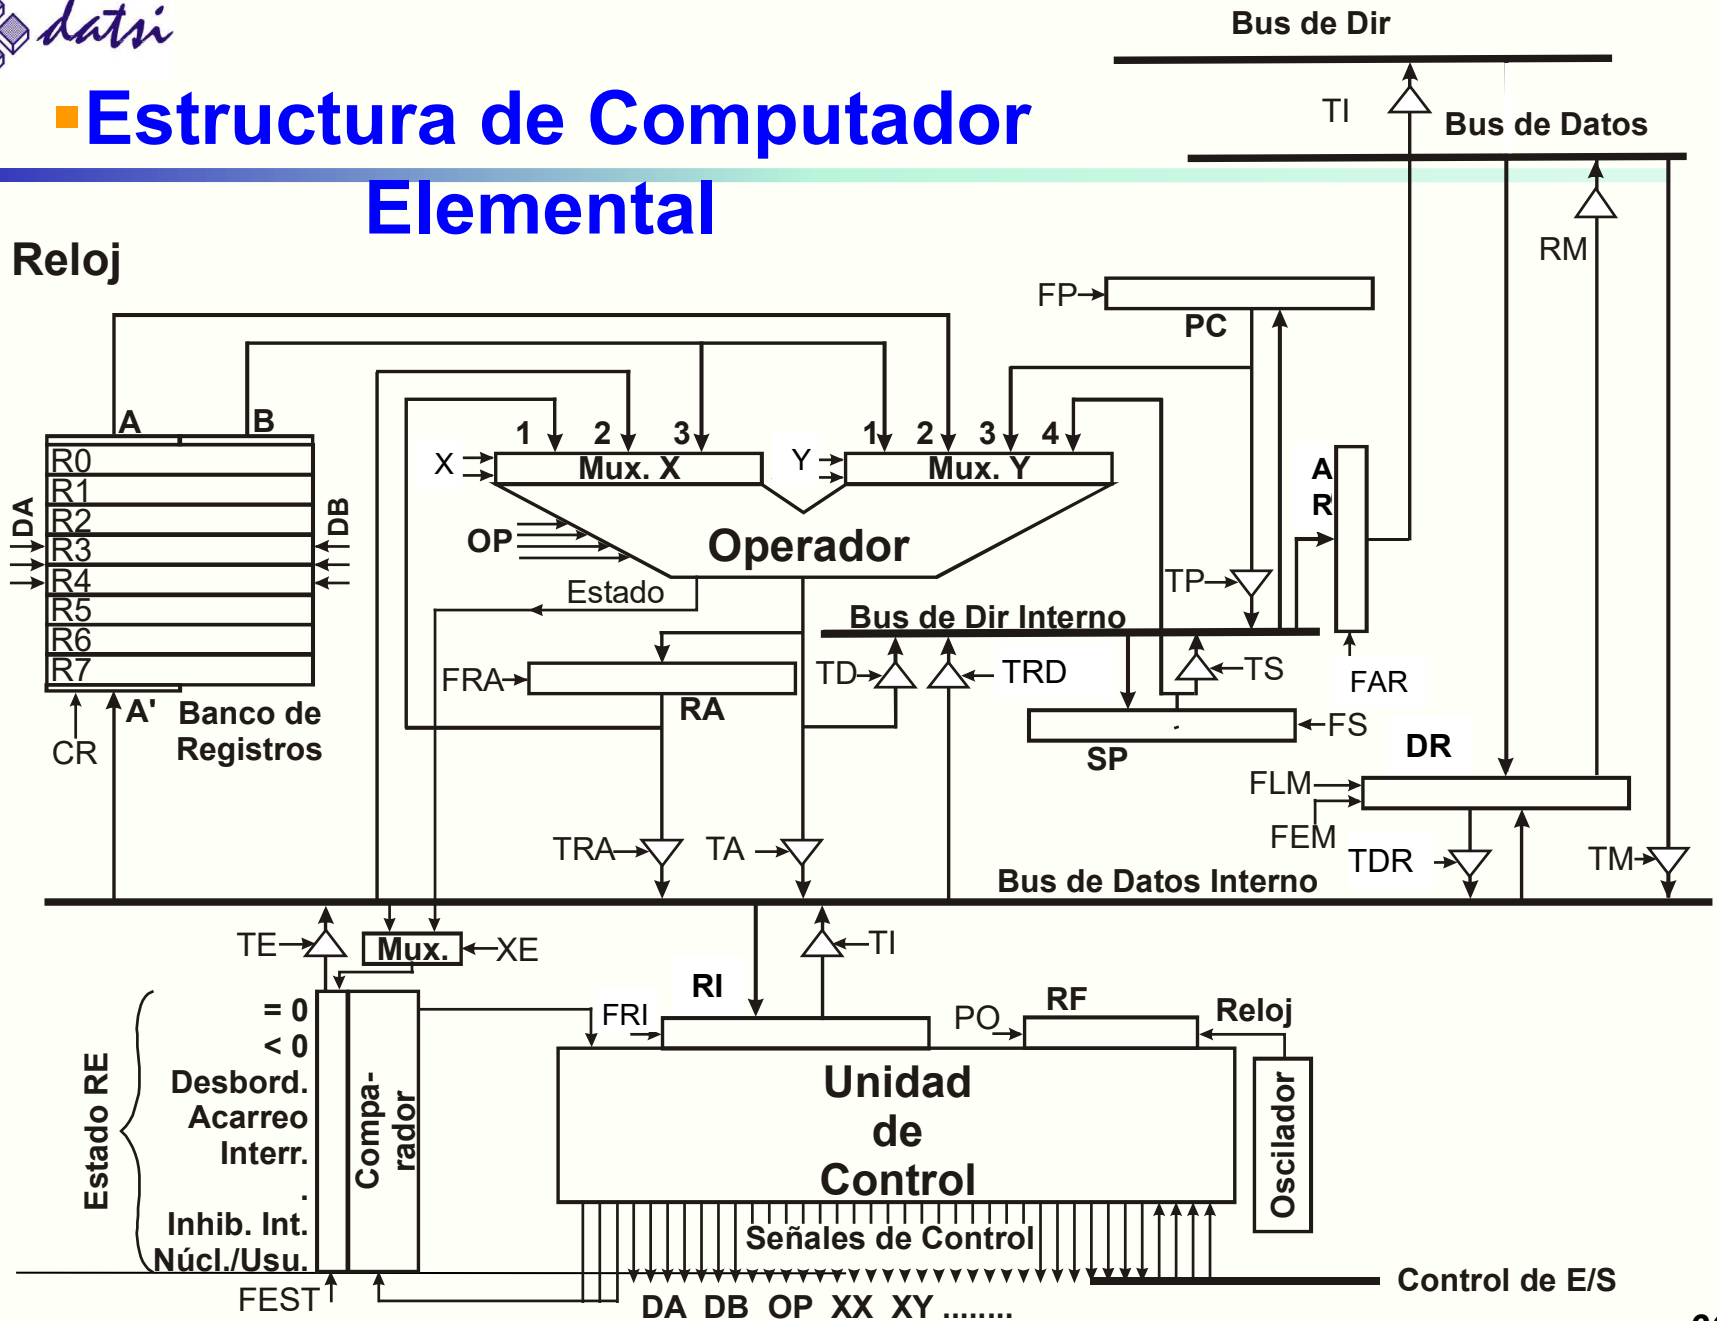 datsi
Bus de Dir
Estructura de Computador
Elemental
TI
Bus de Datos
RM
Reloj
FP
PC
A
B
1
2
3
1
2
3
4
X
Mux. X
Y
Mux. Y
R0
R1
R2
R3
R4
R5
R6
R7
DA
DB
OP
Operador
A
R
Estado
TP
Bus de Dir Interno
FRA
RA
TD
TRD
TS
FAR
A'
Banco de
Registros
CR
SP
FS
DR
FLM
FEM
TRA
TA
TDR
TM
Bus de Datos Interno
TE
Mux.
XE
TI
RI
FRI
PO
RF
Reloj
Estado RE
= 0
< 0
Desbord.
Acarreo
Interr.
.
Inhib. Int.
Núcl./Usu.
Compa-
rador
Unidad
de
Control
Oscilador
Señales de Control
FEST
DA DB OP XX XY ........
Control de E/S